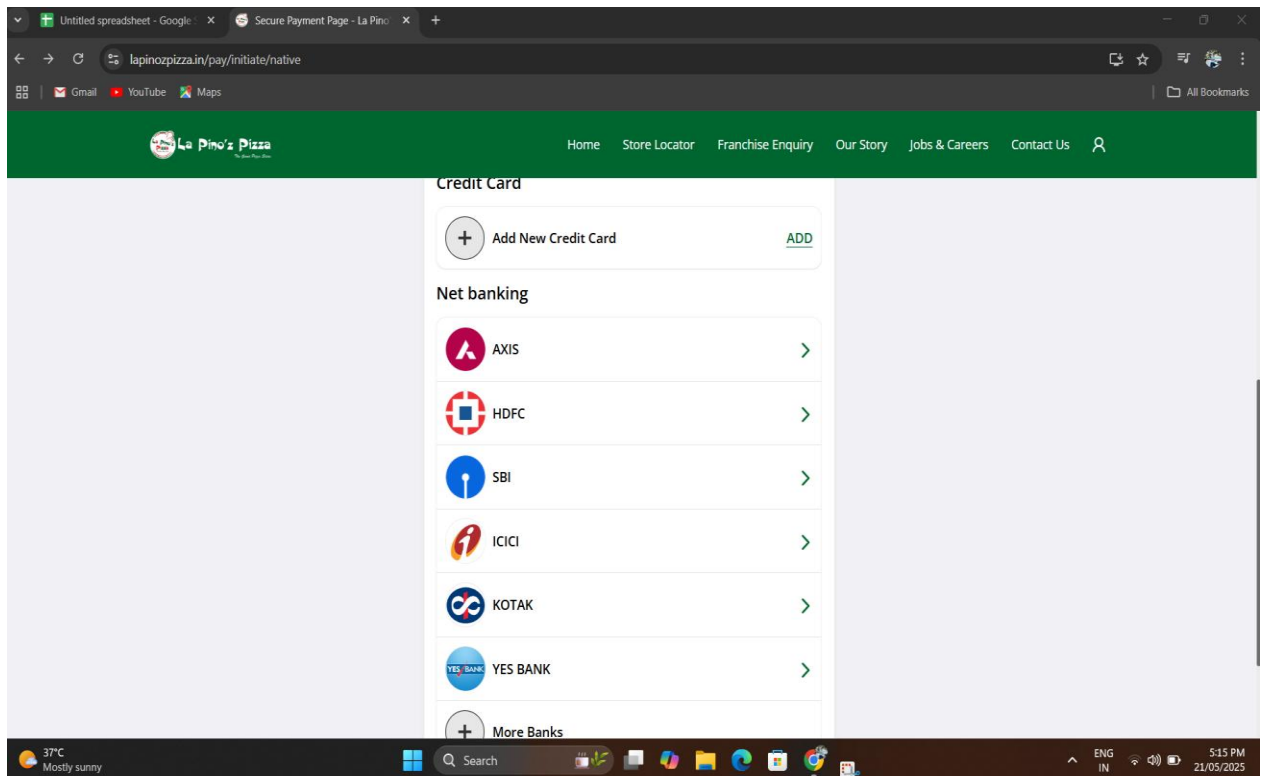 Untitled spreadsheet - Google S
Secure Payment Page - La Pino'
lapinozpizza.in/pay/initiate/native
Gmail YouTube Maps All Bookmarks
La Pino'z Pizza Home Store Locator Franchise Enquiry Our Story Jobs & Careers Contact Us
Credit Card
Add New Credit Card ADD
Net banking
AXIS
HDFC
SBI
ICICI
KOTAK
YES BANK YES BANK
More Banks
37°C
Mostly sunny
Search
ENG
IN
5:15 PM
21/05/2025